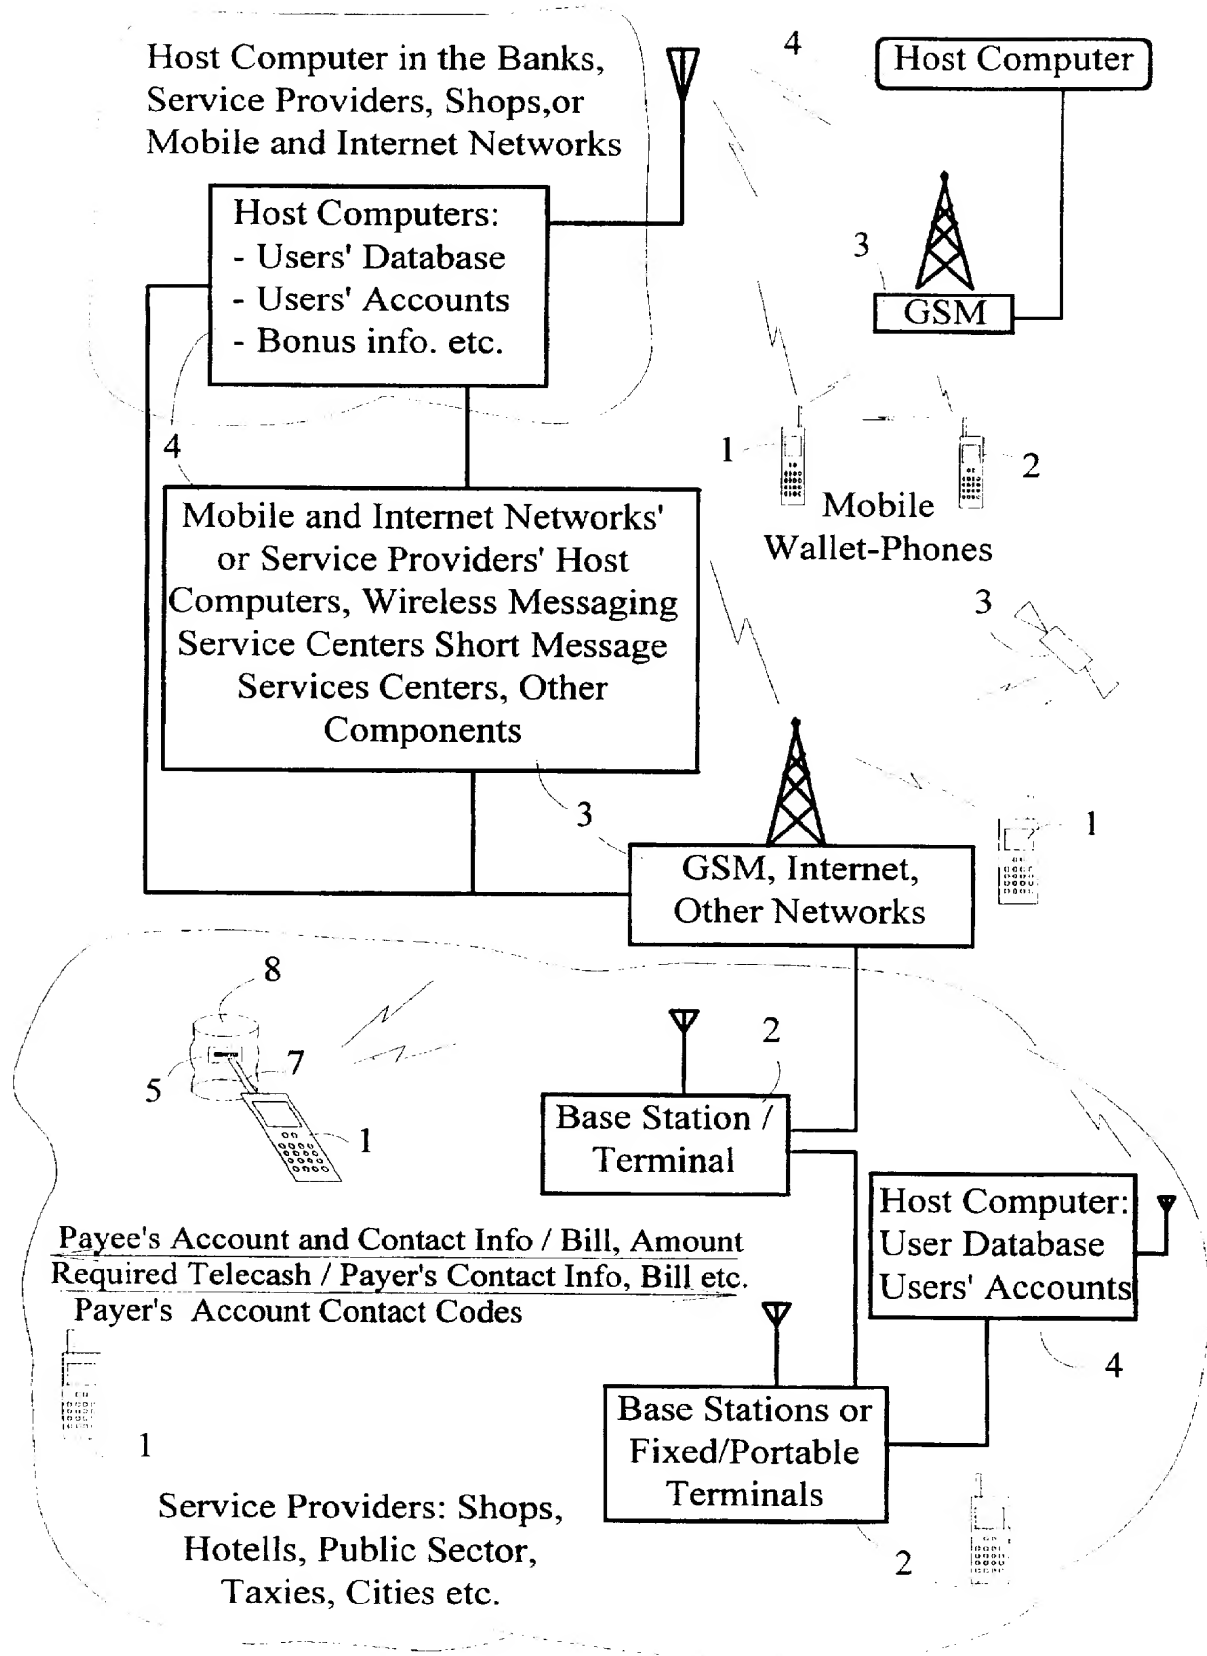 4
Host Computer
Host Computer in the Banks,
Service Providers, Shops,or
Mobile and Internet Networks
Host Computers:
- Users' Database
- Users' Accounts
- Bonus info. etc.
3
GSM
4
1
2
Mobile
Wallet-Phones
Mobile and Internet Networks'
or Service Providers' Host
Computers, Wireless Messaging
Service Centers Short Message
Services Centers, Other
Components
3
3
1
GSM, Internet,
Other Networks
8
5
7
1
2
Base Station /
Terminal
Host Computer:
User Database
Users' Accounts
Payee's Account and Contact Info / Bill, Amount
Required Telecash / Payer's Contact Info, Bill etc.
Payer's Account Contact Codes
4
Base Stations or
Fixed/Portable
Terminals
1
2
Service Providers: Shops,
Hotells, Public Sector,
Taxies, Cities etc.